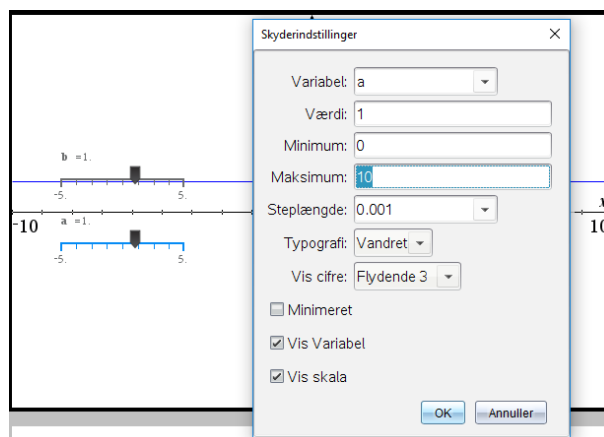 Skyderindstillinger
Variabel: a
Værdi: 1
Minimum: 0
Maksimum: 10
Steplængde: 0.001
Typografi: Vandret
Vis cifre: Flydende 3
Minimeret
Vis Variabel
Vis skala
OK Annuller
b =1.
-5. 5.
-10
a =1.
-5. 5.
x
10